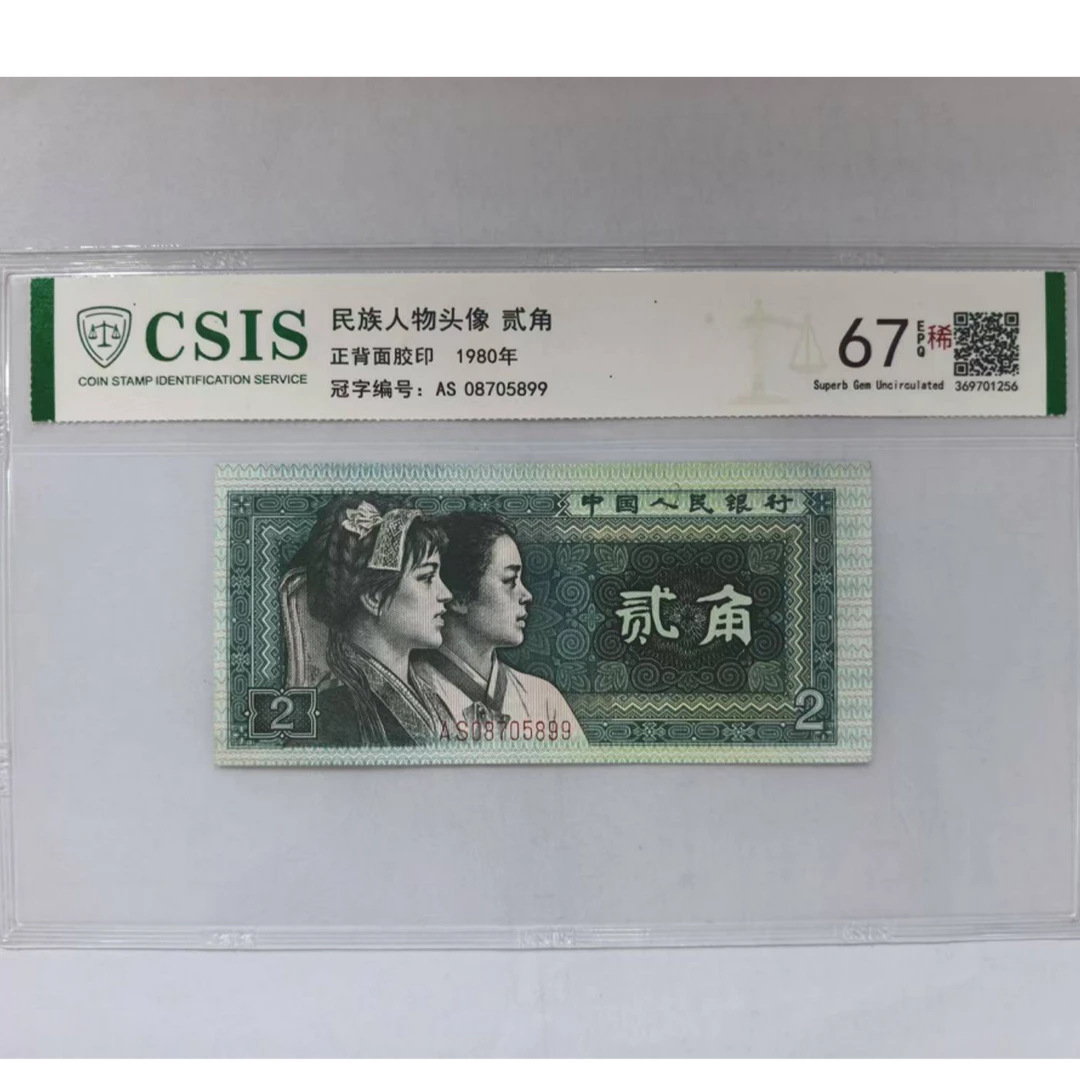 CSIS
COIN STAMP IDENTIFICATION SERVICE
民族人物头像 贰角
正背面胶印 1980年
冠字编号: AS 08705899
67
EPQ
稀
Superb Gem Uncirculated
369701256
中国人民银行
贰角
2
2
AS08705899